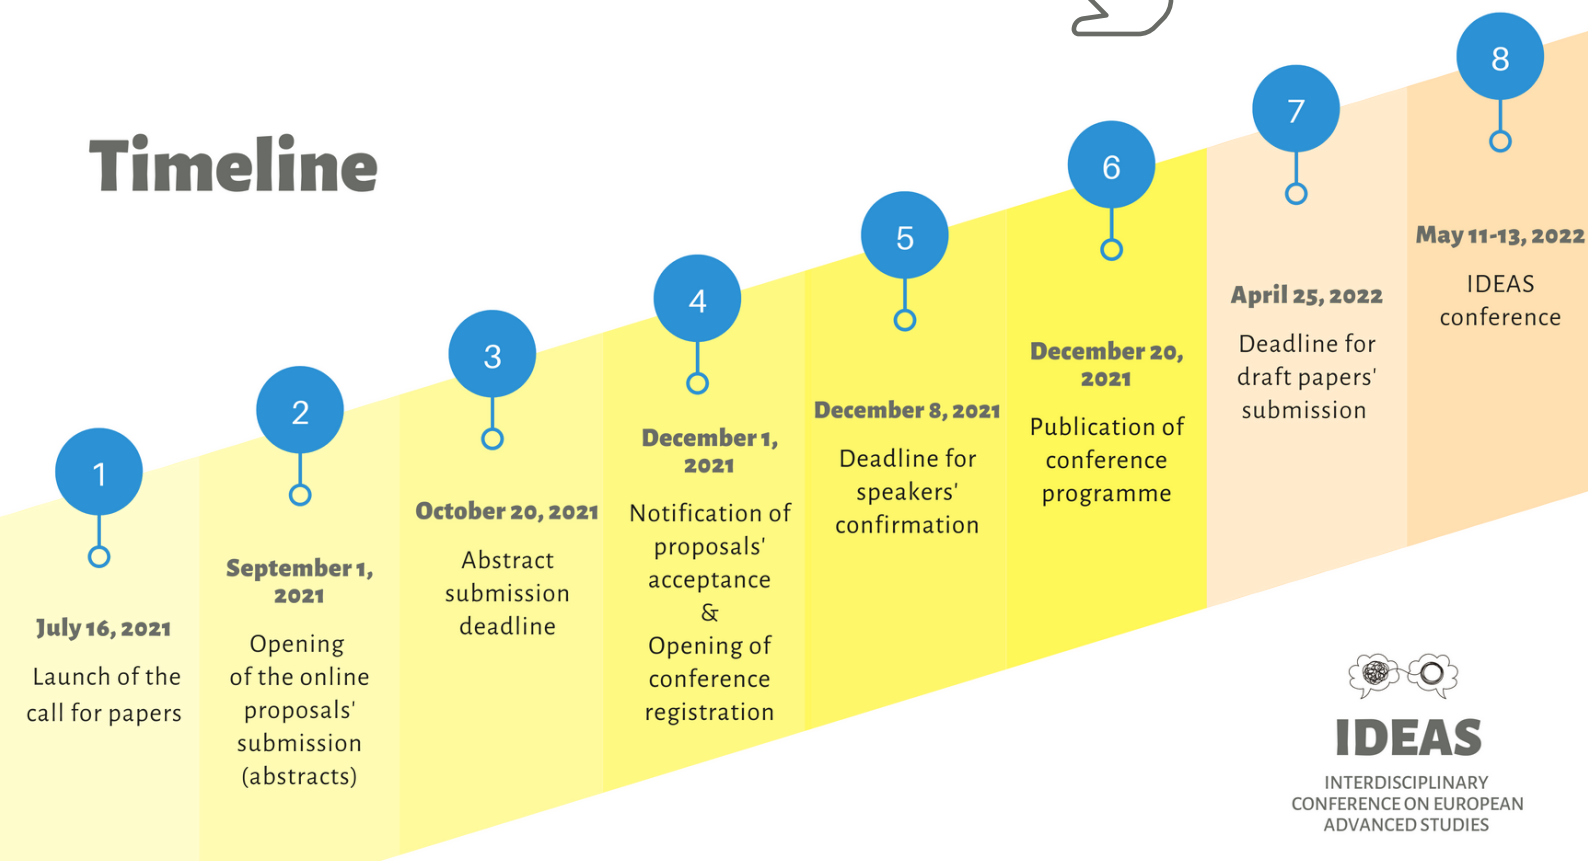 Timeline
1
July 16, 2021
Launch of the
call for papers
2
September 1,
2021
Opening
of the online
proposals'
submission
(abstracts)
3
October 20, 2021
Abstract
submission
deadline
4
December 1,
2021
Notification of
proposals'
acceptance
&
Opening of
conference
registration
5
December 8, 2021
Deadline for
speakers'
confirmation
6
December 20,
2021
Publication of
conference
programme
7
April 25, 2022
Deadline for
draft papers'
submission
8
May 11-13, 2022
IDEAS
conference
IDEAS
INTERDISCIPLINARY
CONFERENCE ON EUROPEAN
ADVANCED STUDIES